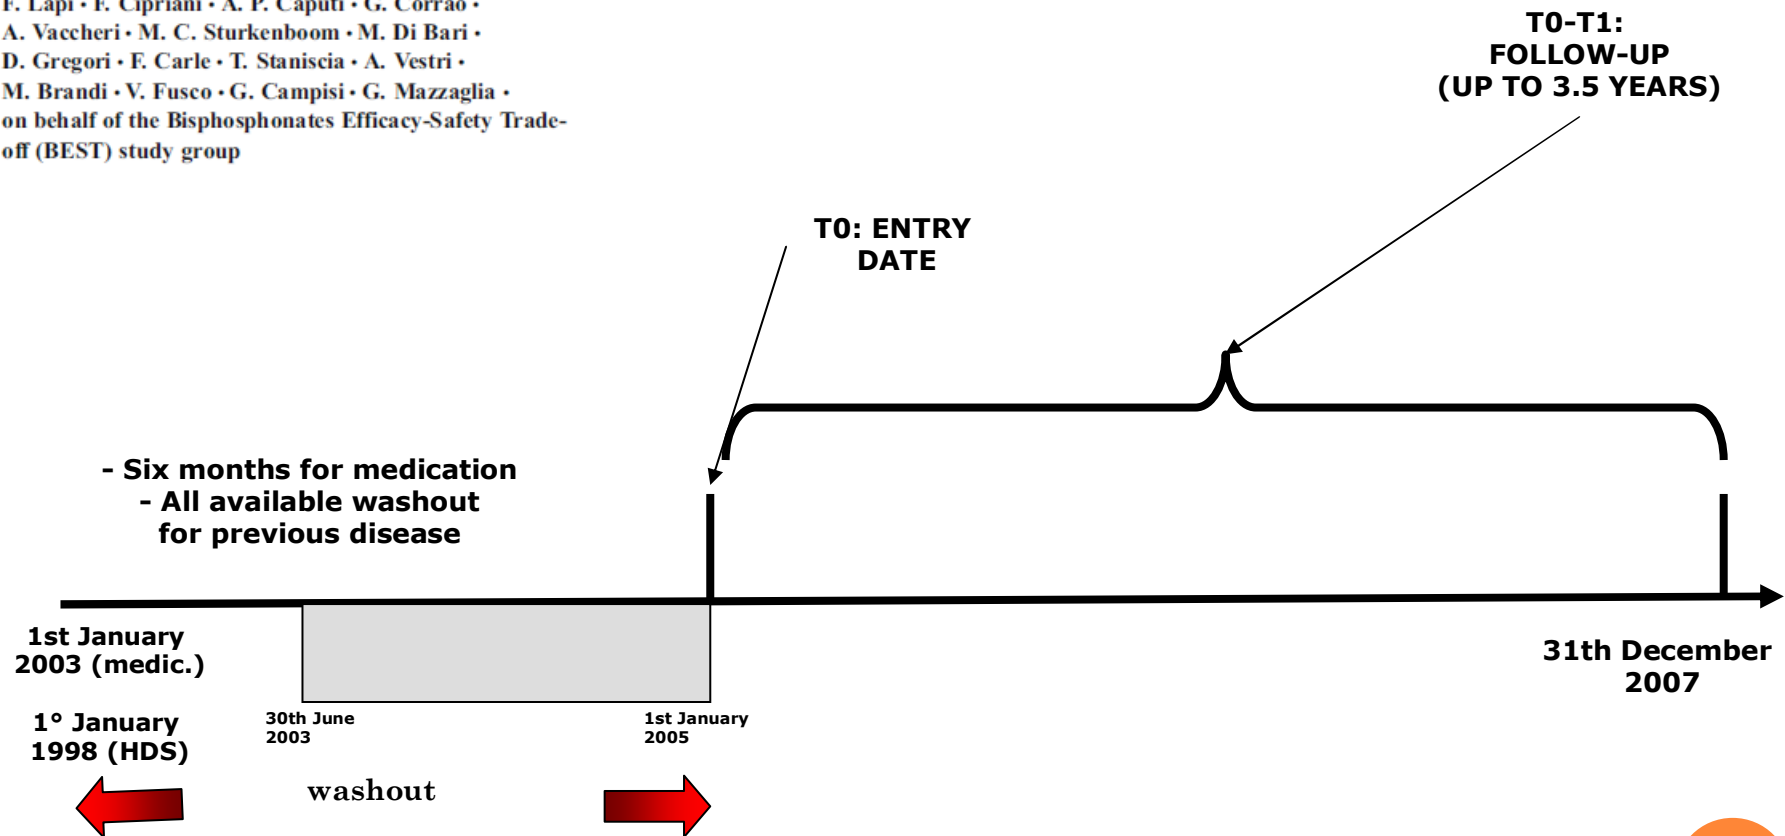 F. Lapi • F. Cipriani • A. P. Caputi • G. Corrao •
A. Vaccheri • M. C. Sturkenboom • M. Di Bari •
D. Gregori • F. Carle • T. Staniscia • A. Vestri •
M. Brandi • V. Fusco • G. Campisi • G. Mazzaglia •
on behalf of the Bisphosphonates Efficacy-Safety Trade-
off (BEST) study group
T0-T1:
FOLLOW-UP
(UP TO 3.5 YEARS)
T0: ENTRY
DATE
- Six months for medication
- All available washout
for previous disease
1st January
2003 (medic.)
1° January
1998 (HDS)
30th June
2003
1st January
2005
washout
31th December
2007